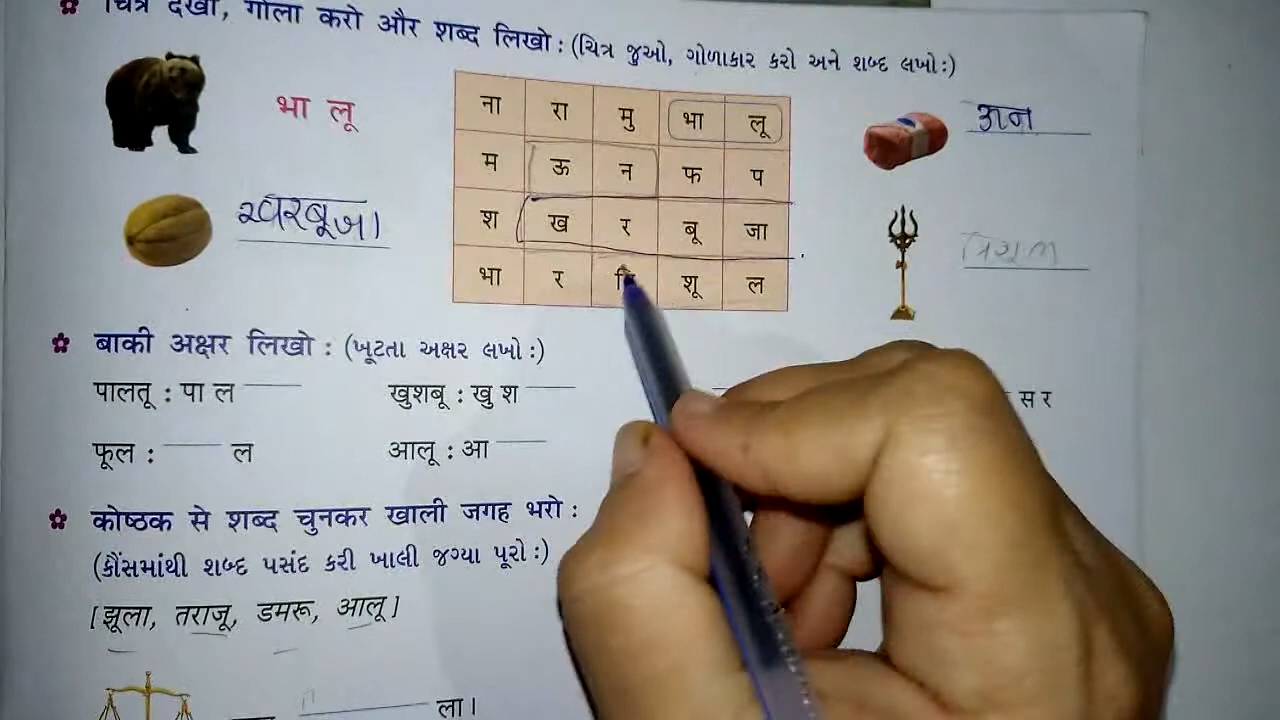 चित्र देखो, गोला करो और शब्द लिखो : (ચિત્ર જુઓ, ગોળાકાર કરો અને શબ્દ લખો :)
भा लू
ना रा मु भा लू
म ऊ न फ प
श ख र बू जा
भा र त्रि शू ल
ऊन
खरबूजा
त्रिशूल
बाकी अक्षर लिखो : (ખૂટતા અક્ષર લખો :)
पालतू : पा ल
खुशबू : खु श
स र
फूल : ल
आलू : आ
कोष्ठक से शब्द चुनकर खाली जगह भरो :
(કૌંસમાંથી શબ્દ પસંદ કરી ખાલી જગ્યા પૂરો :)
[झूला, तराजू, डमरू, आलू]
ला।